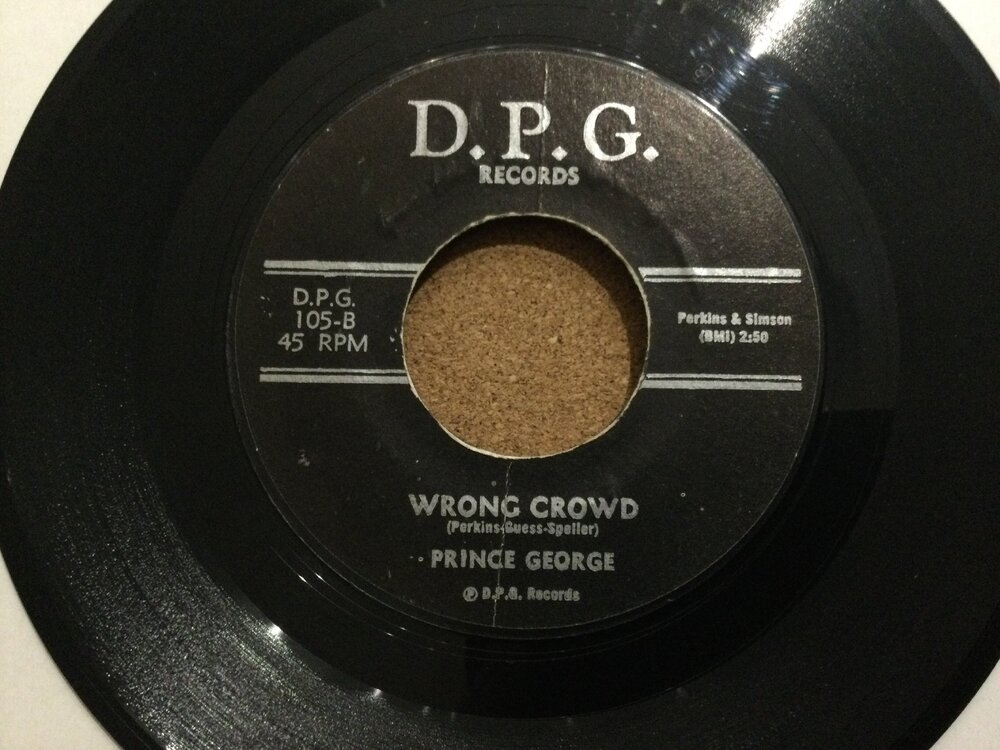 D.P.G.
RECORDS
D.P.G.
105-B
45 RPM
Perkins & Simson
(BMI) 2:50
WRONG CROWD
(Perkins-Guess-Speller)
PRINCE GEORGE
℗ D.P.G. Records